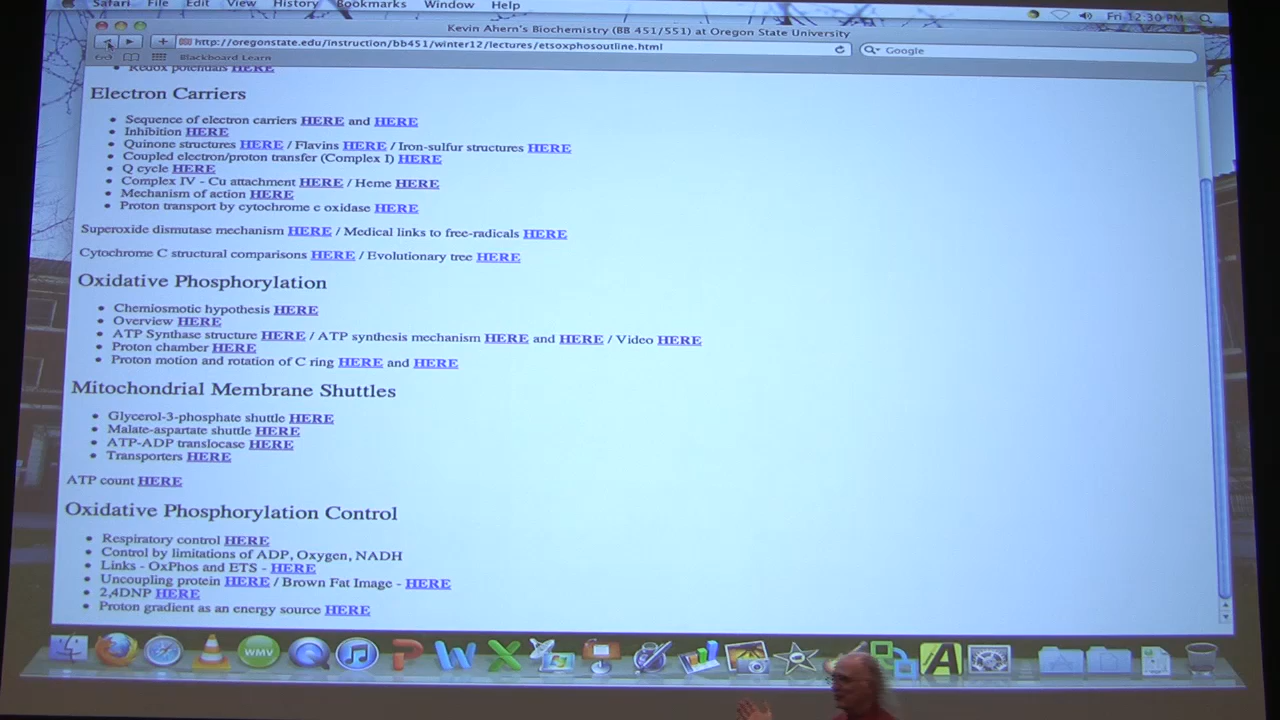 Safari File Edit View History Bookmarks Window Help Fri 12:30 PM
Kevin Ahern's Biochemistry (BB 451/551) at Oregon State University
http://oregonstate.edu/instruction/bb451/winter12/lectures/etsoxphosoutline.html Google
Blackboard Learn
Redox potentials HERE
Electron Carriers
Sequence of electron carriers HERE and HERE
Inhibition HERE
Quinone structures HERE / Flavins HERE / Iron-sulfur structures HERE
Coupled electron/proton transfer (Complex I) HERE
Q cycle HERE
Complex IV - Cu attachment HERE / Heme HERE
Mechanism of action HERE
Proton transport by cytochrome c oxidase HERE
Superoxide dismutase mechanism HERE / Medical links to free-radicals HERE
Cytochrome C structural comparisons HERE / Evolutionary tree HERE
Oxidative Phosphorylation
Chemiosmotic hypothesis HERE
Overview HERE
ATP Synthase structure HERE / ATP synthesis mechanism HERE and HERE / Video HERE
Proton chamber HERE
Proton motion and rotation of C ring HERE and HERE
Mitochondrial Membrane Shuttles
Glycerol-3-phosphate shuttle HERE
Malate-aspartate shuttle HERE
ATP-ADP translocase HERE
Transporters HERE
ATP count HERE
Oxidative Phosphorylation Control
Respiratory control HERE
Control by limitations of ADP, Oxygen, NADH
Links - OxPhos and ETS - HERE
Uncoupling protein HERE / Brown Fat Image - HERE
2,4DNP HERE
Proton gradient as an energy source HERE
WMV